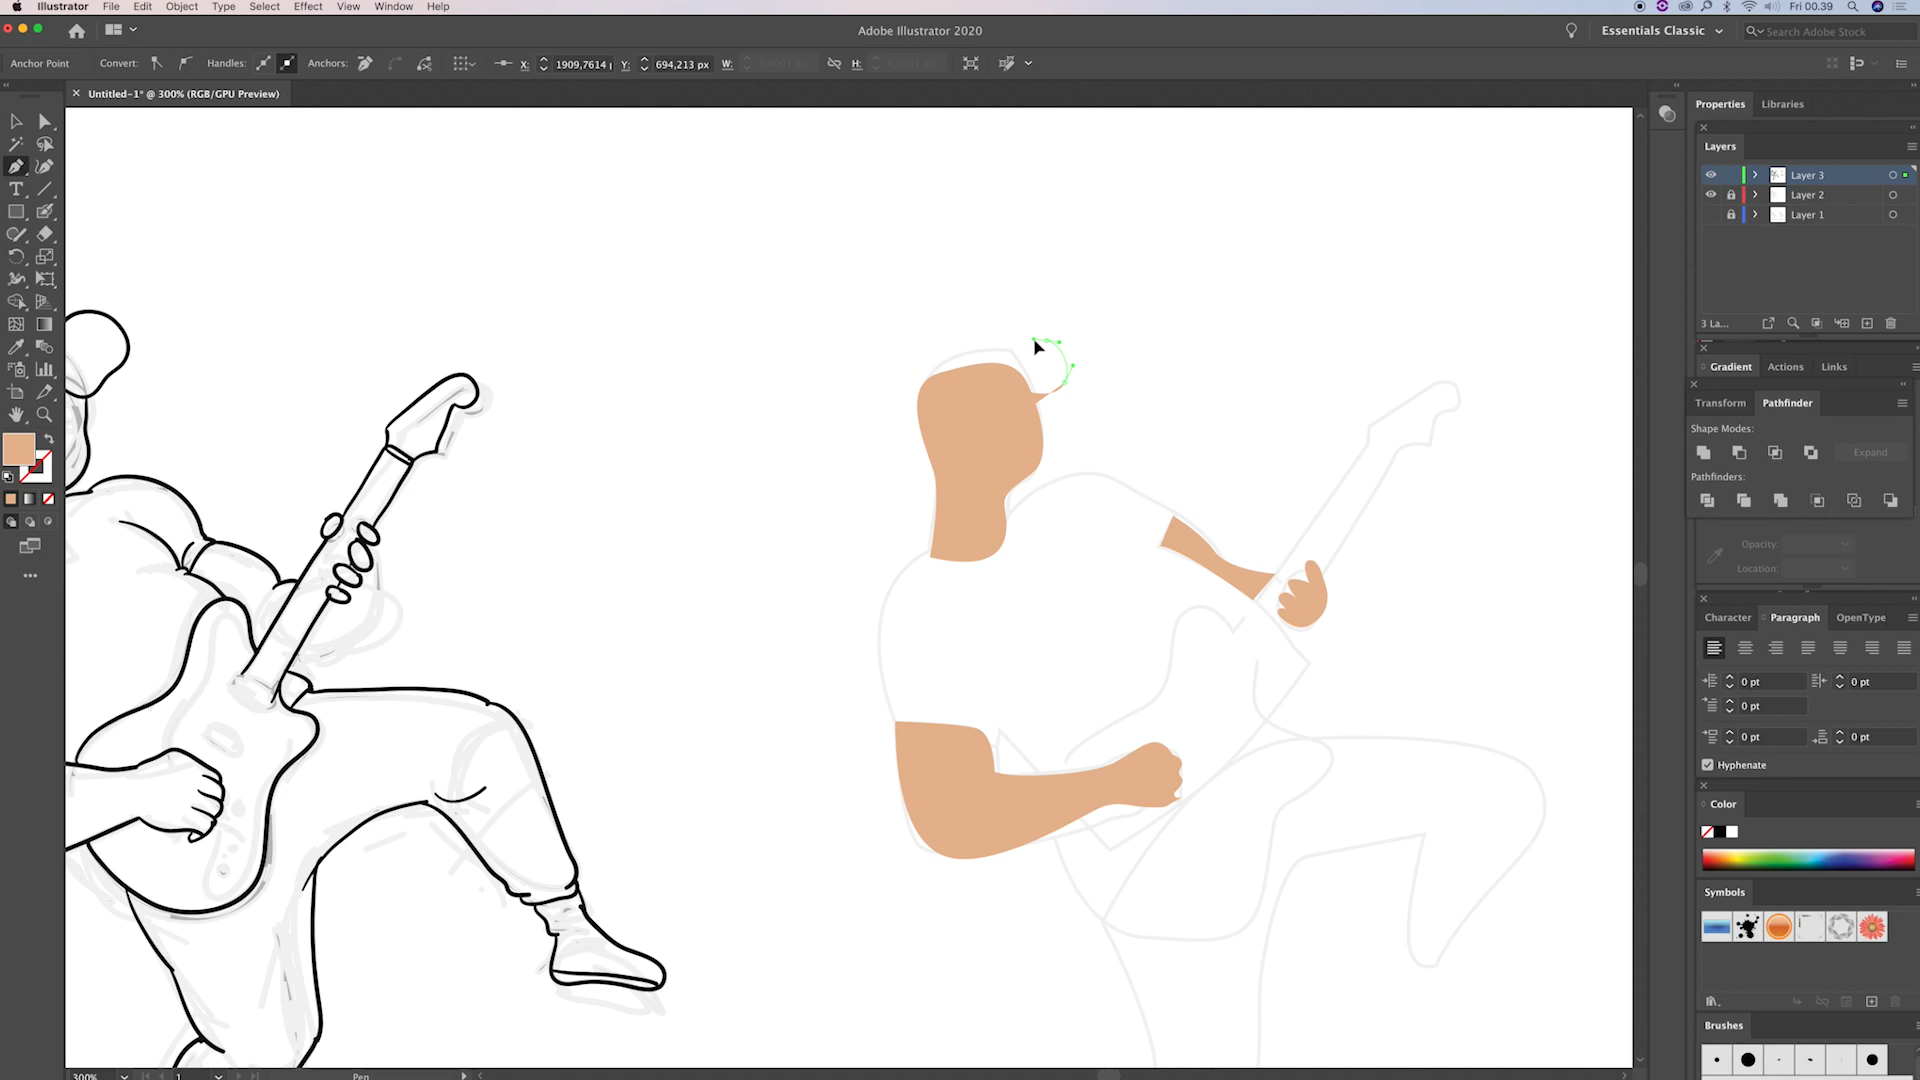 Illustrator File Edit Object Type Select Effect View Window Help
Fri 00.39
Adobe Illustrator 2020
Essentials Classic
Search Adobe Stock
Anchor Point
Convert:
Handles:
Anchors:
X: 1909,7614
Y: 694,213 px
W:
H:
Untitled-1* @ 300% (RGB/GPU Preview)
Properties Libraries
Layers
Layer 3
Layer 2
Layer 1
3 La...
Gradient Actions Links
Transform Pathfinder
Shape Modes:
Expand
Pathfinders:
Opacity:
Location:
Character Paragraph OpenType
0 pt 0 pt
0 pt
0 pt 0 pt
Hyphenate
Color
Symbols
Brushes
300% 1 Pen